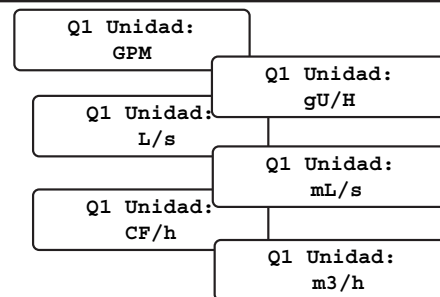 Q1 Unidad:
GPM
Q1 Unidad:
gU/H
Q1 Unidad:
L/s
Q1 Unidad:
mL/s
Q1 Unidad:
CF/h
Q1 Unidad:
m3/h